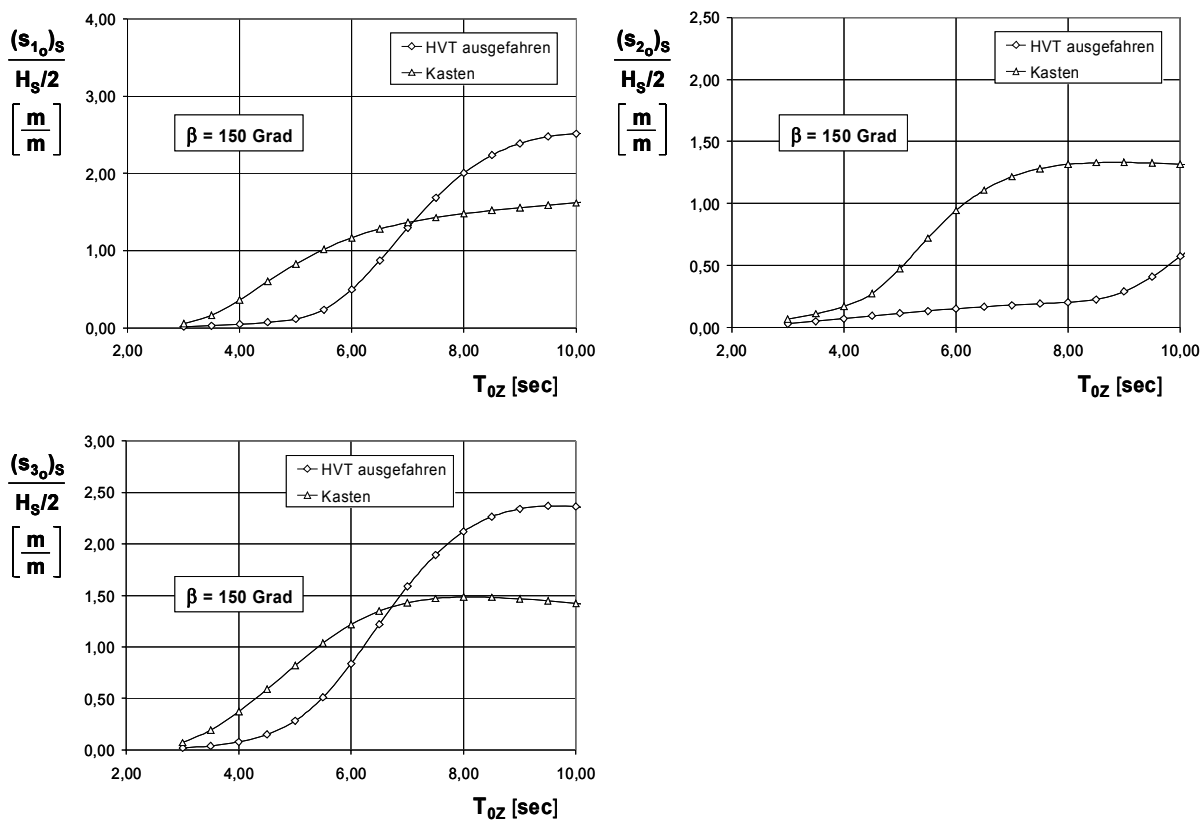 (s₁ₒ)S
HS/2
[m/m]
4,00
3,00
2,00
1,00
0,00
HVT ausgefahren
Kasten
β = 150 Grad
2,00 4,00 6,00 8,00 10,00
T0Z [sec]
(s₂ₒ)S
HS/2
[m/m]
2,50
2,00
1,50
1,00
0,50
0,00
HVT ausgefahren
Kasten
β = 150 Grad
2,00 4,00 6,00 8,00 10,00
T0Z [sec]
(s₃ₒ)S
HS/2
[m/m]
3,00
2,50
2,00
1,50
1,00
0,50
0,00
HVT ausgefahren
Kasten
β = 150 Grad
2,00 4,00 6,00 8,00 10,00
T0Z [sec]